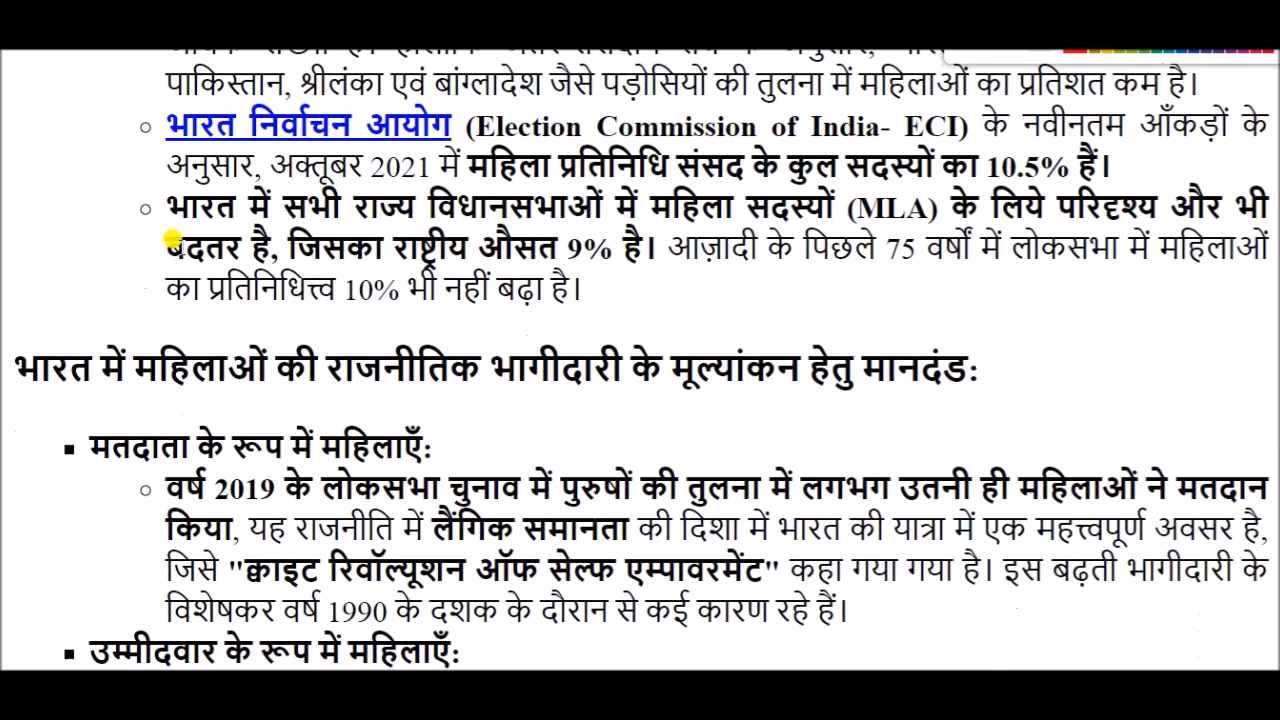 पाकिस्तान, श्रीलंका एवं बांग्लादेश जैसे पड़ोसियों की तुलना में महिलाओं का प्रतिशत कम है।
भारत निर्वाचन आयोग (Election Commission of India- ECI) के नवीनतम आँकड़ों के
अनुसार, अक्तूबर 2021 में महिला प्रतिनिधि संसद के कुल सदस्यों का 10.5% हैं।
भारत में सभी राज्य विधानसभाओं में महिला सदस्यों (MLA) के लिये परिदृश्य और भी
बदतर है, जिसका राष्ट्रीय औसत 9% है। आज़ादी के पिछले 75 वर्षों में लोकसभा में महिलाओं
का प्रतिनिधित्त्व 10% भी नहीं बढ़ा है।
भारत में महिलाओं की राजनीतिक भागीदारी के मूल्यांकन हेतु मानदंड:
मतदाता के रूप में महिलाएँ:
वर्ष 2019 के लोकसभा चुनाव में पुरुषों की तुलना में लगभग उतनी ही महिलाओं ने मतदान
किया, यह राजनीति में लैंगिक समानता की दिशा में भारत की यात्रा में एक महत्त्वपूर्ण अवसर है,
जिसे "क्वाइट रिवॉल्यूशन ऑफ सेल्फ एम्पावरमेंट" कहा गया गया है। इस बढ़ती भागीदारी के
विशेषकर वर्ष 1990 के दशक के दौरान से कई कारण रहे हैं।
उम्मीदवार के रूप में महिलाएँ: